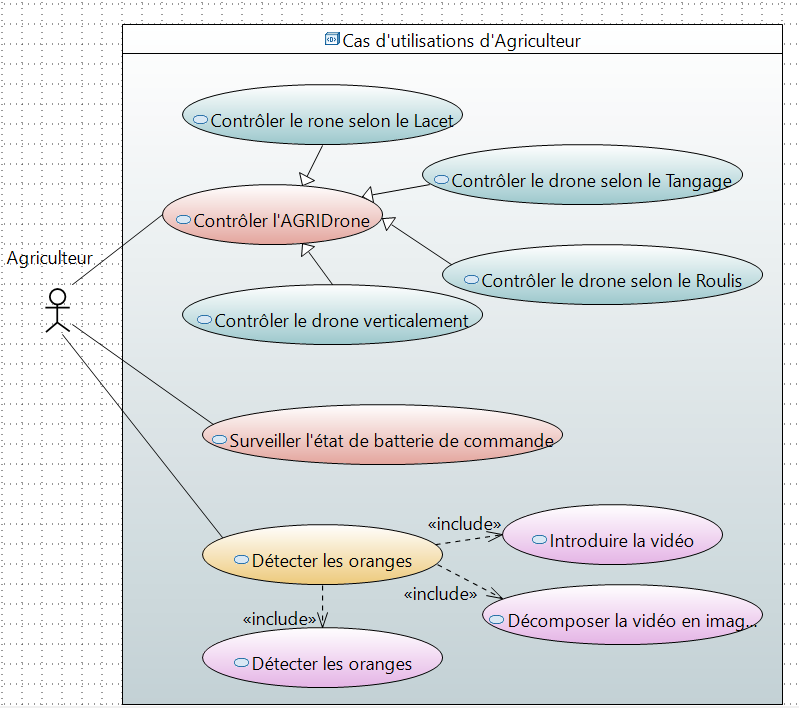 Cas d'utilisations d'Agriculteur
Contrôler le rone selon le Lacet
Contrôler le drone selon le Tangage
Contrôler l'AGRIDrone
Agriculteur
Contrôler le drone selon le Roulis
Contrôler le drone verticalement
Surveiller l'état de batterie de commande
«include»
Introduire la vidéo
Détecter les oranges
«include»
«include»
Décomposer la vidéo en imag...
Détecter les oranges